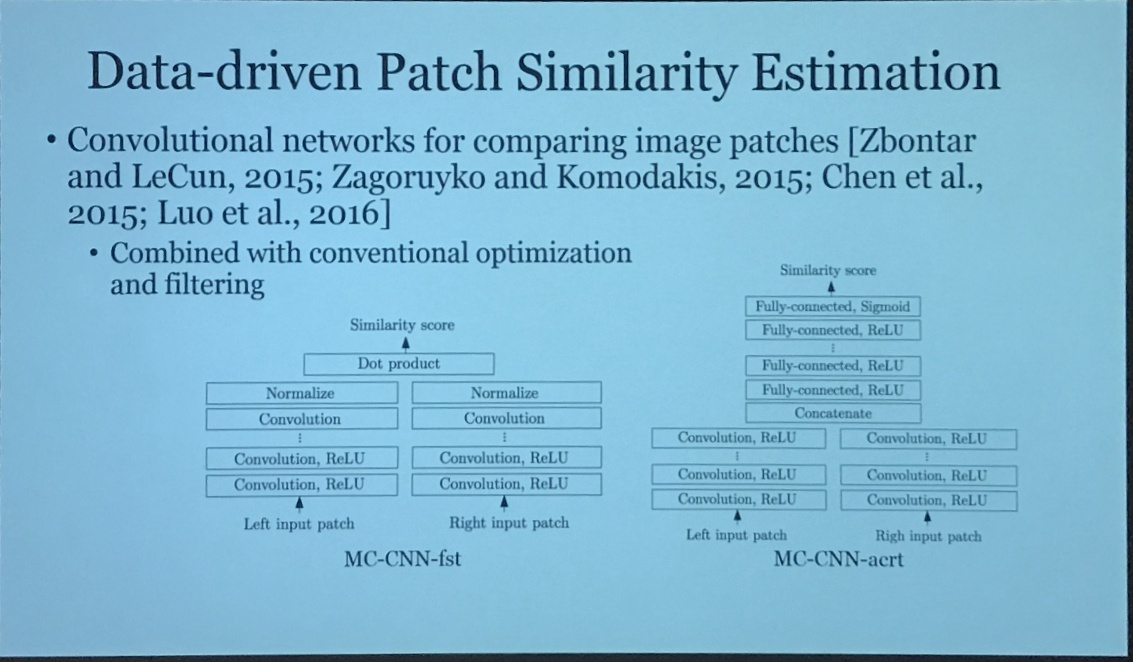 Data-driven Patch Similarity Estimation
• Convolutional networks for comparing image patches [Zbontar
and LeCun, 2015; Zagoruyko and Komodakis, 2015; Chen et al.,
2015; Luo et al., 2016]
• Combined with conventional optimization
and filtering
Similarity score
Dot product
Normalize Normalize
Convolution Convolution
⋮ ⋮
Convolution, ReLU Convolution, ReLU
Convolution, ReLU Convolution, ReLU
Left input patch Right input patch
MC-CNN-fst
Similarity score
Fully-connected, Sigmoid
Fully-connected, ReLU
⋮
Fully-connected, ReLU
Fully-connected, ReLU
Concatenate
Convolution, ReLU Convolution, ReLU
⋮ ⋮
Convolution, ReLU Convolution, ReLU
Convolution, ReLU Convolution, ReLU
Left input patch Righ input patch
MC-CNN-acrt